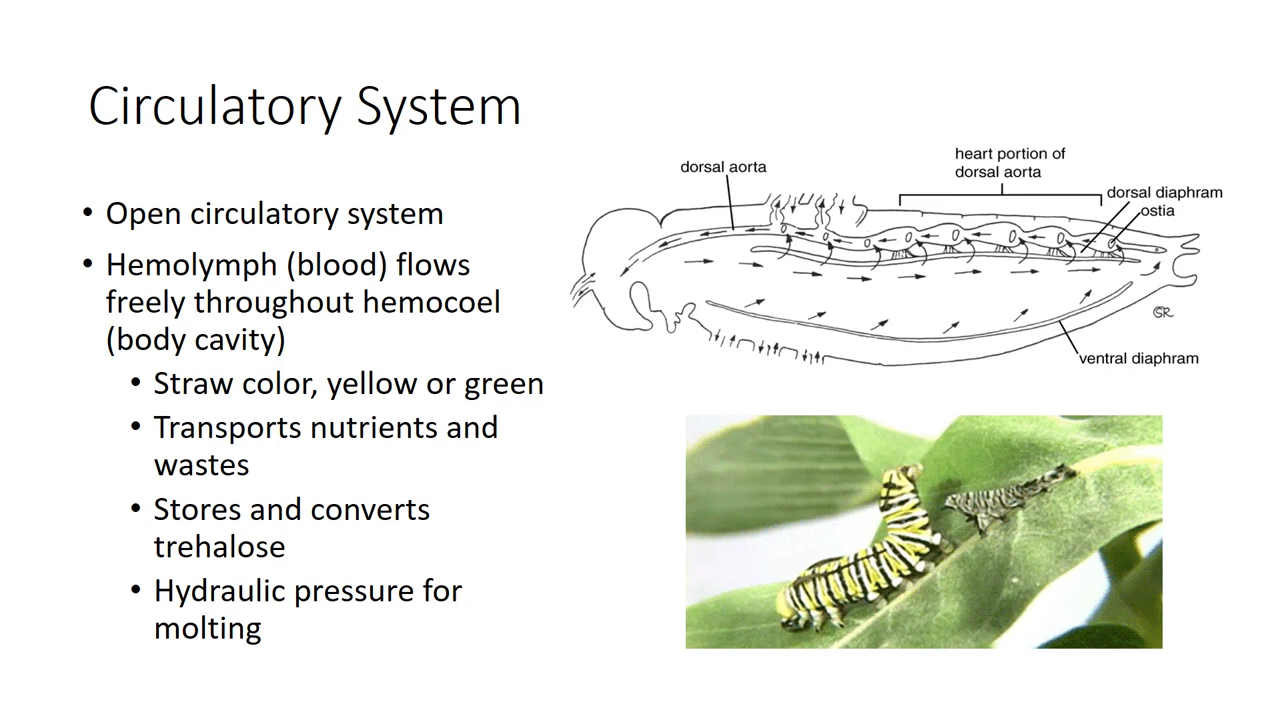 Circulatory System
• Open circulatory system
• Hemolymph (blood) flows
freely throughout hemocoel
(body cavity)
• Straw color, yellow or green
• Transports nutrients and
wastes
• Stores and converts
trehalose
• Hydraulic pressure for
molting
dorsal aorta
heart portion of
dorsal aorta
dorsal diaphram
ostia
ventral diaphram